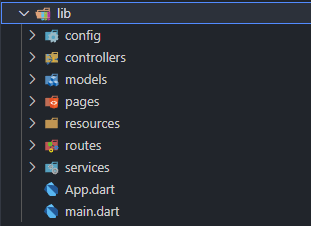 lib
config
controllers
models
pages
resources
routes
services
App.dart
main.dart